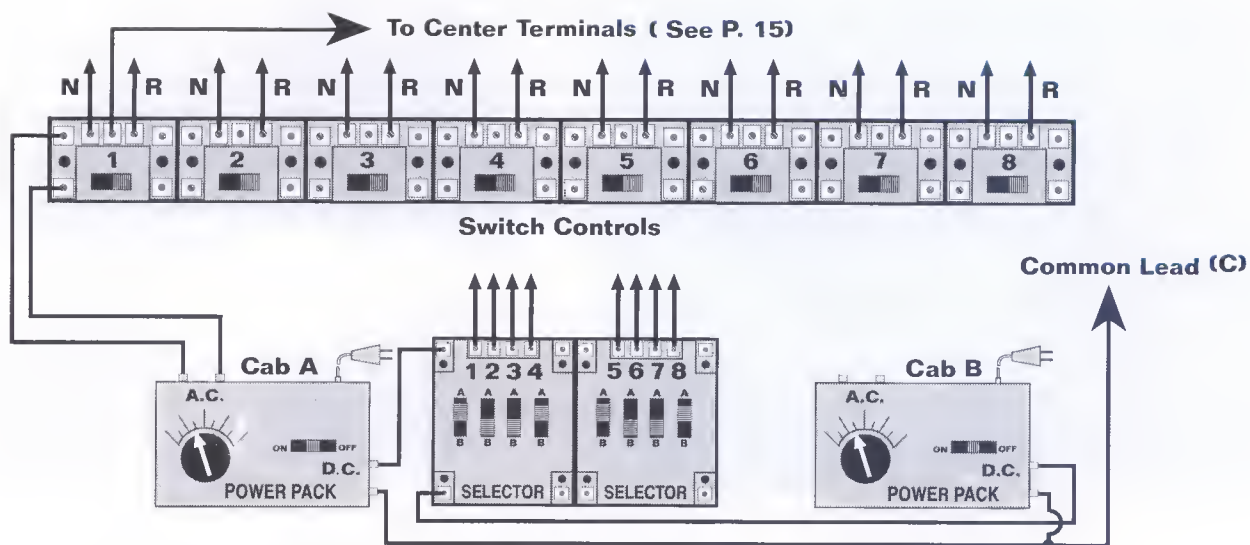 To Center Terminals ( See P. 15)
N R N R N R N R N R N R N R N R
1 2 3 4 5 6 7 8
Switch Controls
Common Lead (C)
Cab A
A.C.
ON OFF
D.C.
POWER PACK
1 2 3 4
A A A A
B B B B
SELECTOR
5 6 7 8
A A A A
B B B B
SELECTOR
Cab B
A.C.
ON OFF
D.C.
POWER PACK